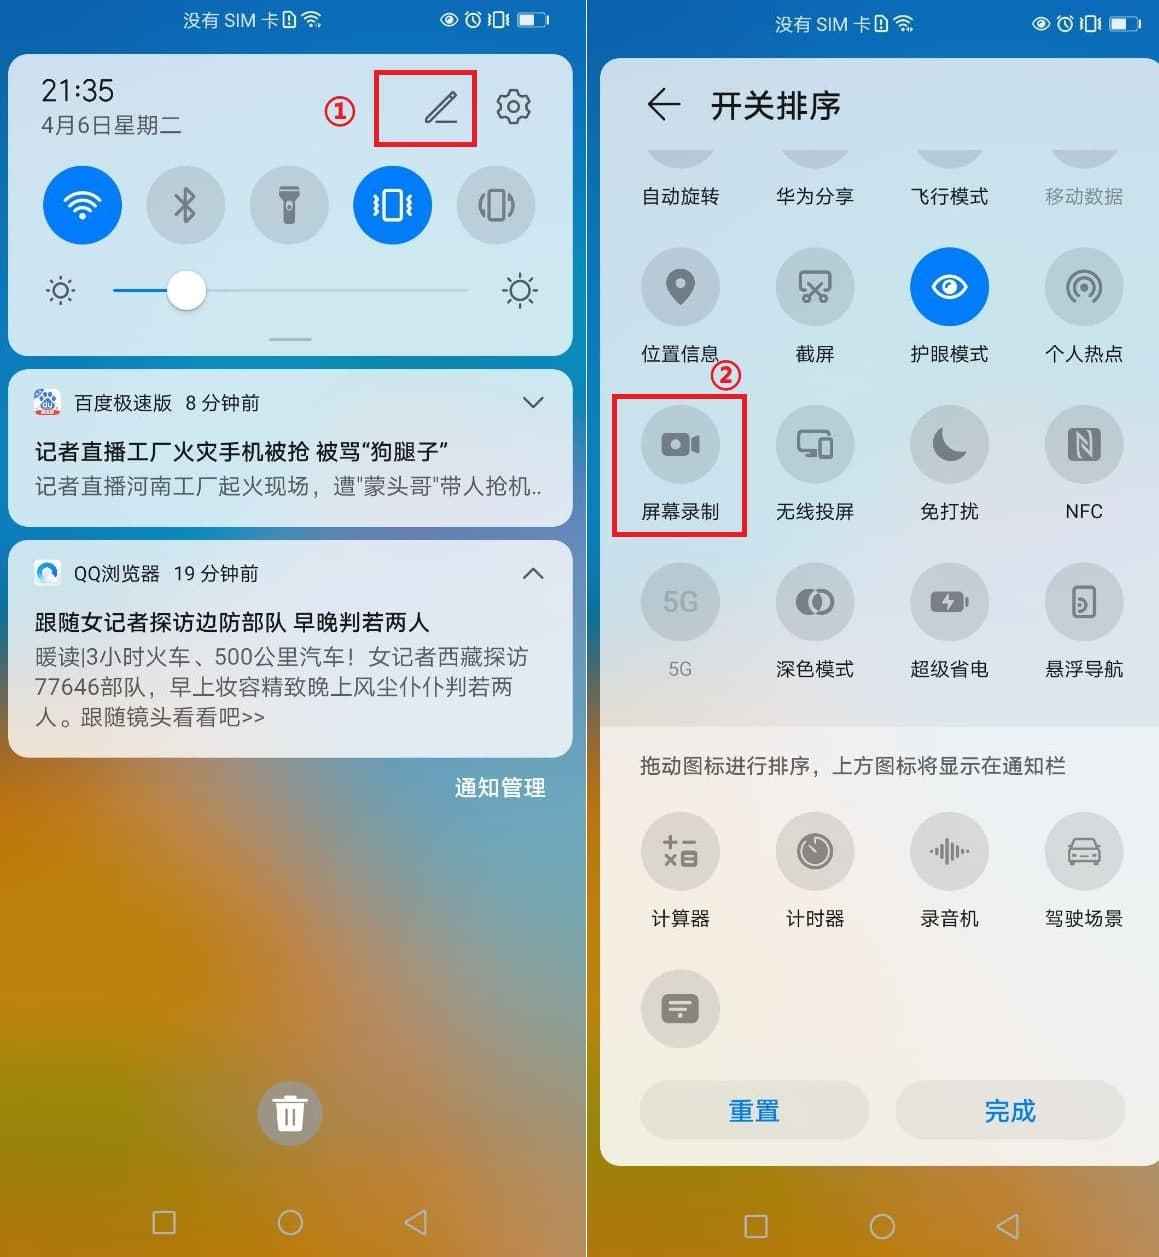 没有 SIM 卡
21:35
4月6日星期二
①
百度极速版 8 分钟前
记者直播工厂火灾手机被抢 被骂“狗腿子”
记者直播河南工厂起火现场，遭"蒙头哥"带人抢机..
QQ浏览器 19 分钟前
跟随女记者探访边防部队 早晚判若两人
暖读|3小时火车、500公里汽车！女记者西藏探访
77646部队，早上妆容精致晚上风尘仆仆判若两
人。跟随镜头看看吧>>
通知管理
没有 SIM 卡
开关排序
自动旋转 华为分享 飞行模式 移动数据
位置信息 截屏 护眼模式 个人热点
②
屏幕录制 无线投屏 免打扰 NFC
5G
5G 深色模式 超级省电 悬浮导航
拖动图标进行排序，上方图标将显示在通知栏
计算器 计时器 录音机 驾驶场景
重置 完成